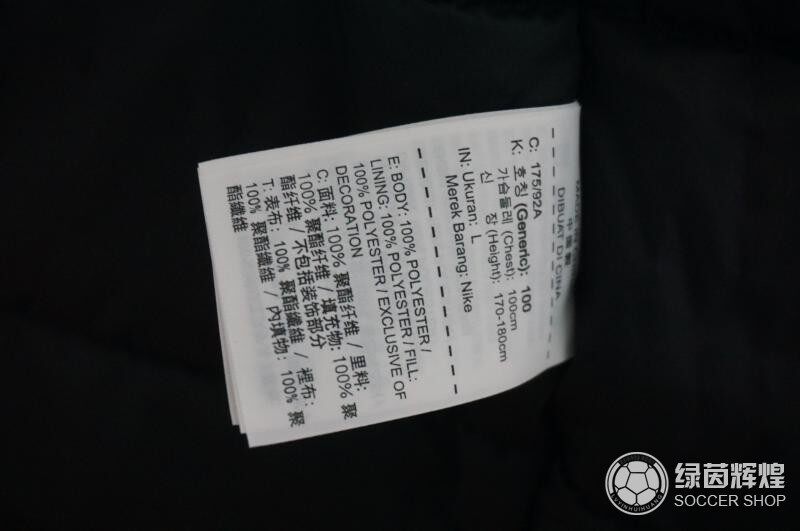 DIBUAT DI CINA
C: 175/92A
K: 호칭 (Generic): 100
가슴둘레 (Chest): 100cm
신 장 (Height): 170-180cm
IN: Ukuran: L
Merek Barang: Nike
E: BODY: 100% POLYESTER /
LINING: 100% POLYESTER / FILL:
100% POLYESTER / EXCLUSIVE OF
DECORATION
C: 面料: 100% 聚酯纤维 / 里料:
100% 聚酯纤维 / 填充物: 100% 聚
酯纤维 / 不包括装饰部分
T: 表布: 100% 聚酯纖維 / 裡布:
100% 聚酯纖維 / 內填物: 100% 聚
酯纖維
绿茵辉煌
SOCCER SHOP
LVYINHUIHUANG